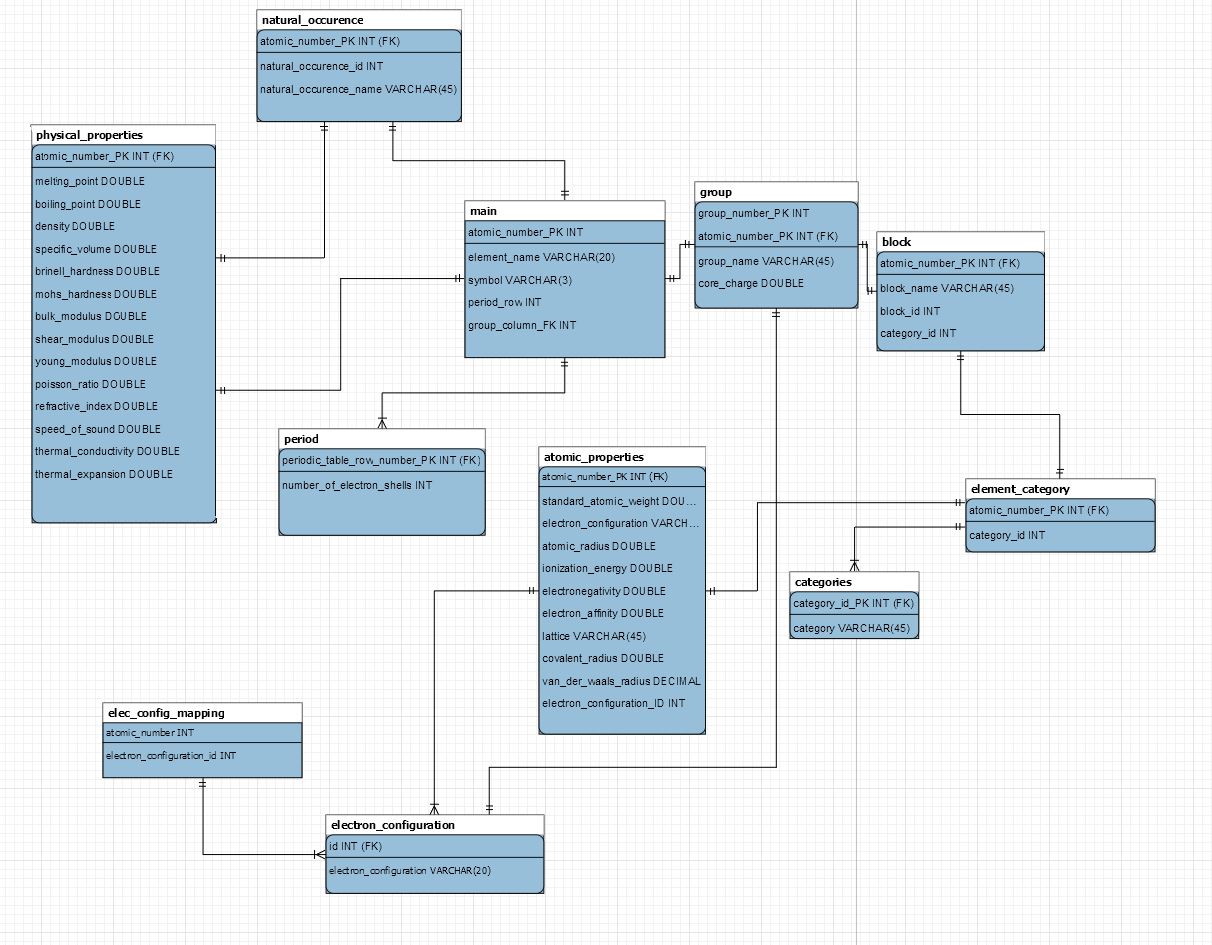 natural_occurence
atomic_number_PK INT (FK)
natural_occurence_id INT
natural_occurence_name VARCHAR(45)
physical_properties
atomic_number_PK INT (FK)
melting_point DOUBLE
boiling_point DOUBLE
density DOUBLE
specific_volume DOUBLE
brinell_hardness DOUBLE
mohs_hardness DOUBLE
bulk_modulus DOUBLE
shear_modulus DOUBLE
young_modulus DOUBLE
poisson_ratio DOUBLE
refractive_index DOUBLE
speed_of_sound DOUBLE
thermal_conductivity DOUBLE
thermal_expansion DOUBLE
main
atomic_number_PK INT
element_name VARCHAR(20)
symbol VARCHAR(3)
period_row INT
group_column_FK INT
group
group_number_PK INT
atomic_number_PK INT (FK)
group_name VARCHAR(45)
core_charge DOUBLE
block
atomic_number_PK INT (FK)
block_name VARCHAR(45)
block_id INT
category_id INT
period
periodic_table_row_number_PK INT (FK)
number_of_electron_shells INT
atomic_properties
atomic_number_PK INT (FK)
standard_atomic_weight DOU...
electron_configuration VARCH...
atomic_radius DOUBLE
ionization_energy DOUBLE
electronegativity DOUBLE
electron_affinity DOUBLE
lattice VARCHAR(45)
covalent_radius DOUBLE
van_der_waals_radius DECIMAL
electron_configuration_ID INT
element_category
atomic_number_PK INT (FK)
category_id INT
categories
category_id_PK INT (FK)
category VARCHAR(45)
elec_config_mapping
atomic_number INT
electron_configuration_id INT
electron_configuration
id INT (FK)
electron_configuration VARCHAR(20)